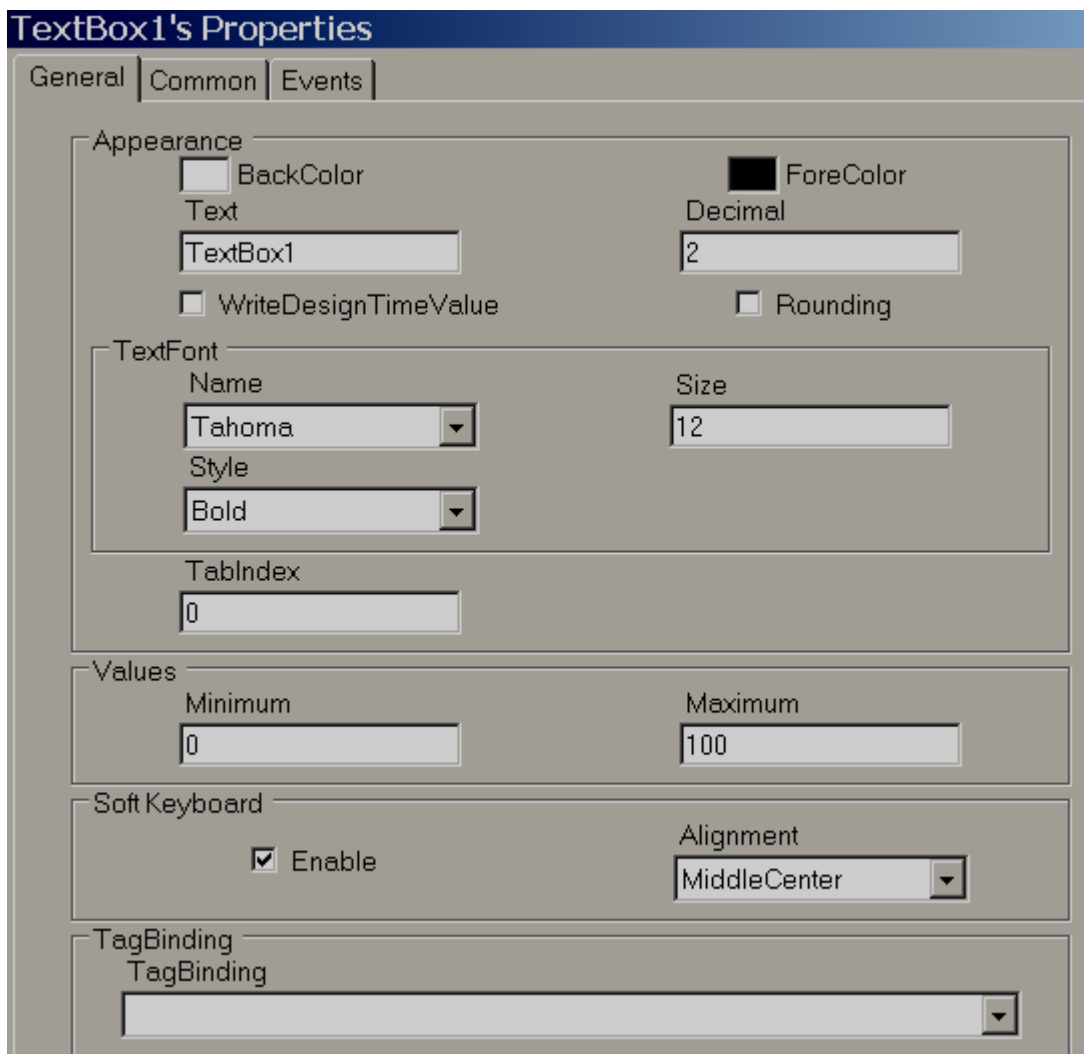 TextBox1's Properties
General Common Events
Appearance
BackColor ForeColor
Text Decimal
TextBox1 2
WriteDesignTimeValue Rounding
TextFont
Name Size
Tahoma 12
Style
Bold
TabIndex
0
Values
Minimum Maximum
0 100
Soft Keyboard
Alignment
Enable
MiddleCenter
TagBinding
TagBinding